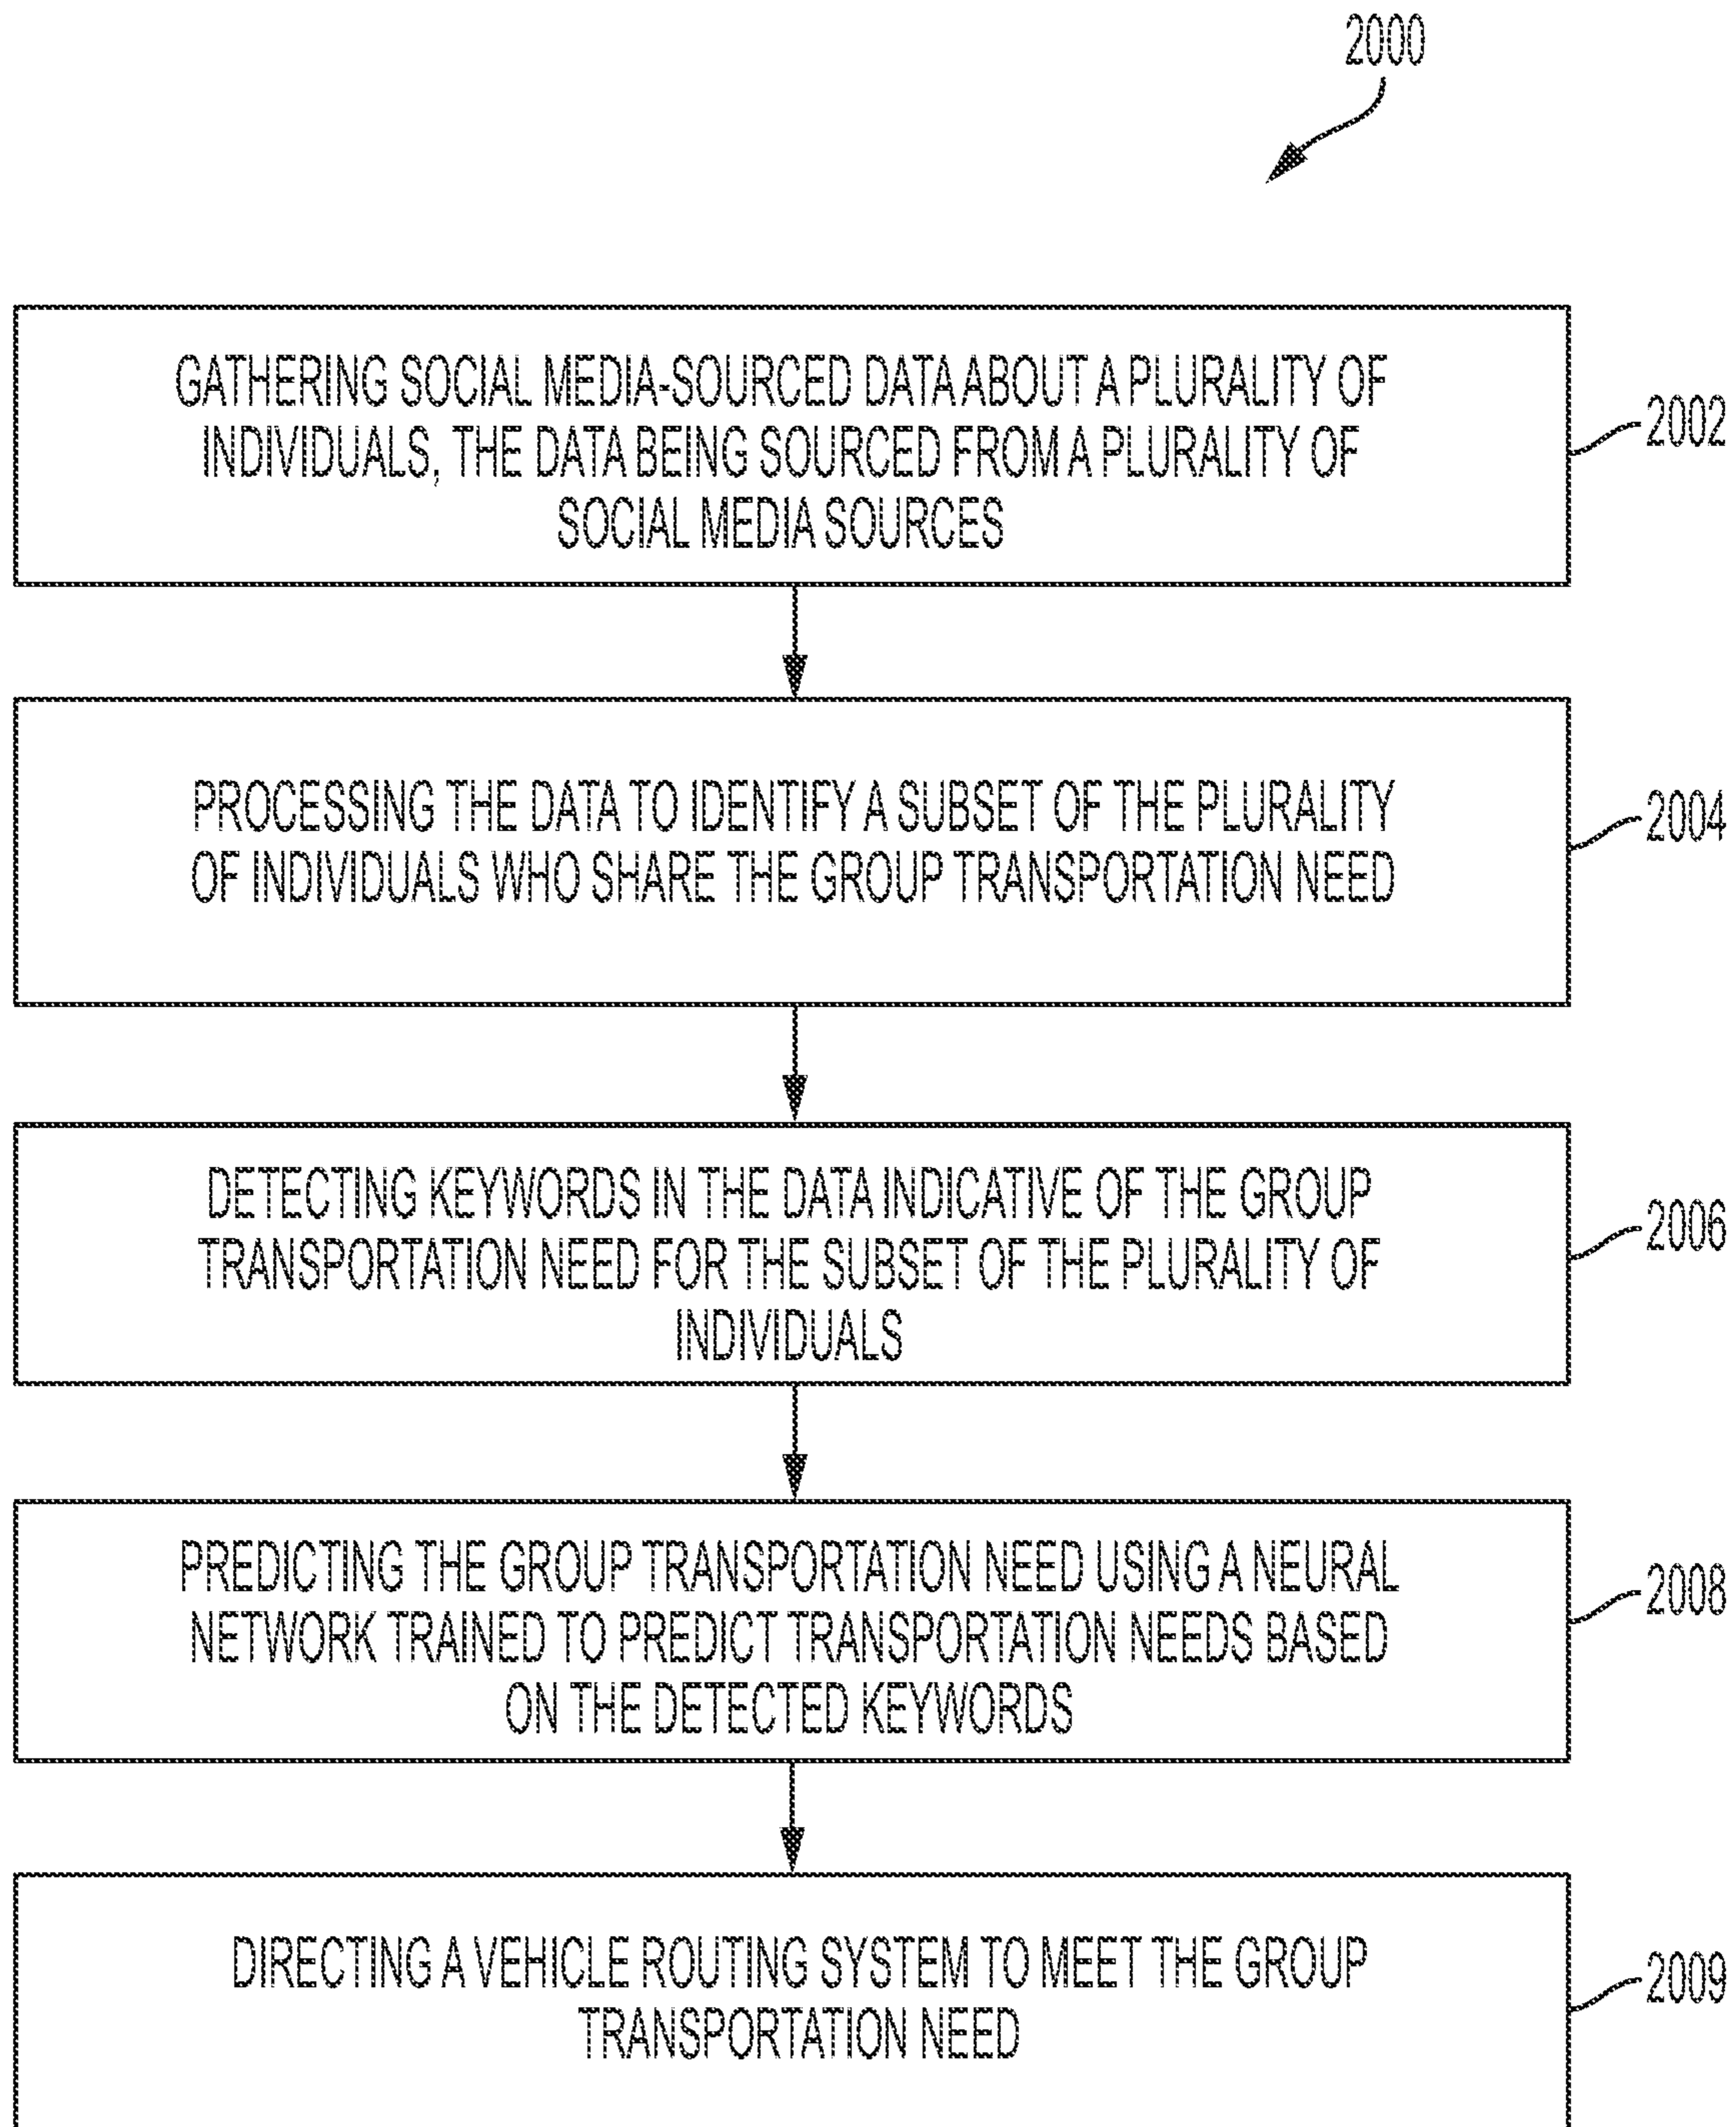 2000
GATHERING SOCIAL MEDIA-SOURCED DATA ABOUT A PLURALITY OF
INDIVIDUALS, THE DATA BEING SOURCED FROM A PLURALITY OF
SOCIAL MEDIA SOURCES
2002
PROCESSING THE DATA TO IDENTIFY A SUBSET OF THE PLURALITY
OF INDIVIDUALS WHO SHARE THE GROUP TRANSPORTATION NEED
2004
DETECTING KEYWORDS IN THE DATA INDICATIVE OF THE GROUP
TRANSPORTATION NEED FOR THE SUBSET OF THE PLURALITY OF
INDIVIDUALS
2006
PREDICTING THE GROUP TRANSPORTATION NEED USING A NEURAL
NETWORK TRAINED TO PREDICT TRANSPORTATION NEEDS BASED
ON THE DETECTED KEYWORDS
2008
DIRECTING A VEHICLE ROUTING SYSTEM TO MEET THE GROUP
TRANSPORTATION NEED
2009